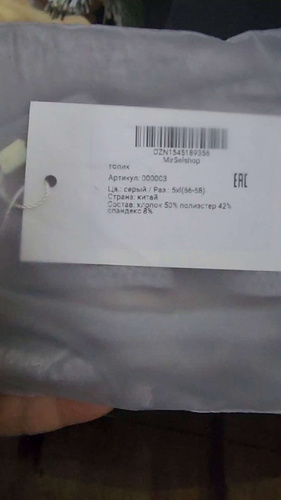 OZN1545189356
MirSelshop
топик
Артикул: 000003
Цв.: серый / Раз.: 5xl(56-58)
Страна: китай
Состав: хлопок 50% полиэстер 42%
спандекс 8%
EAC